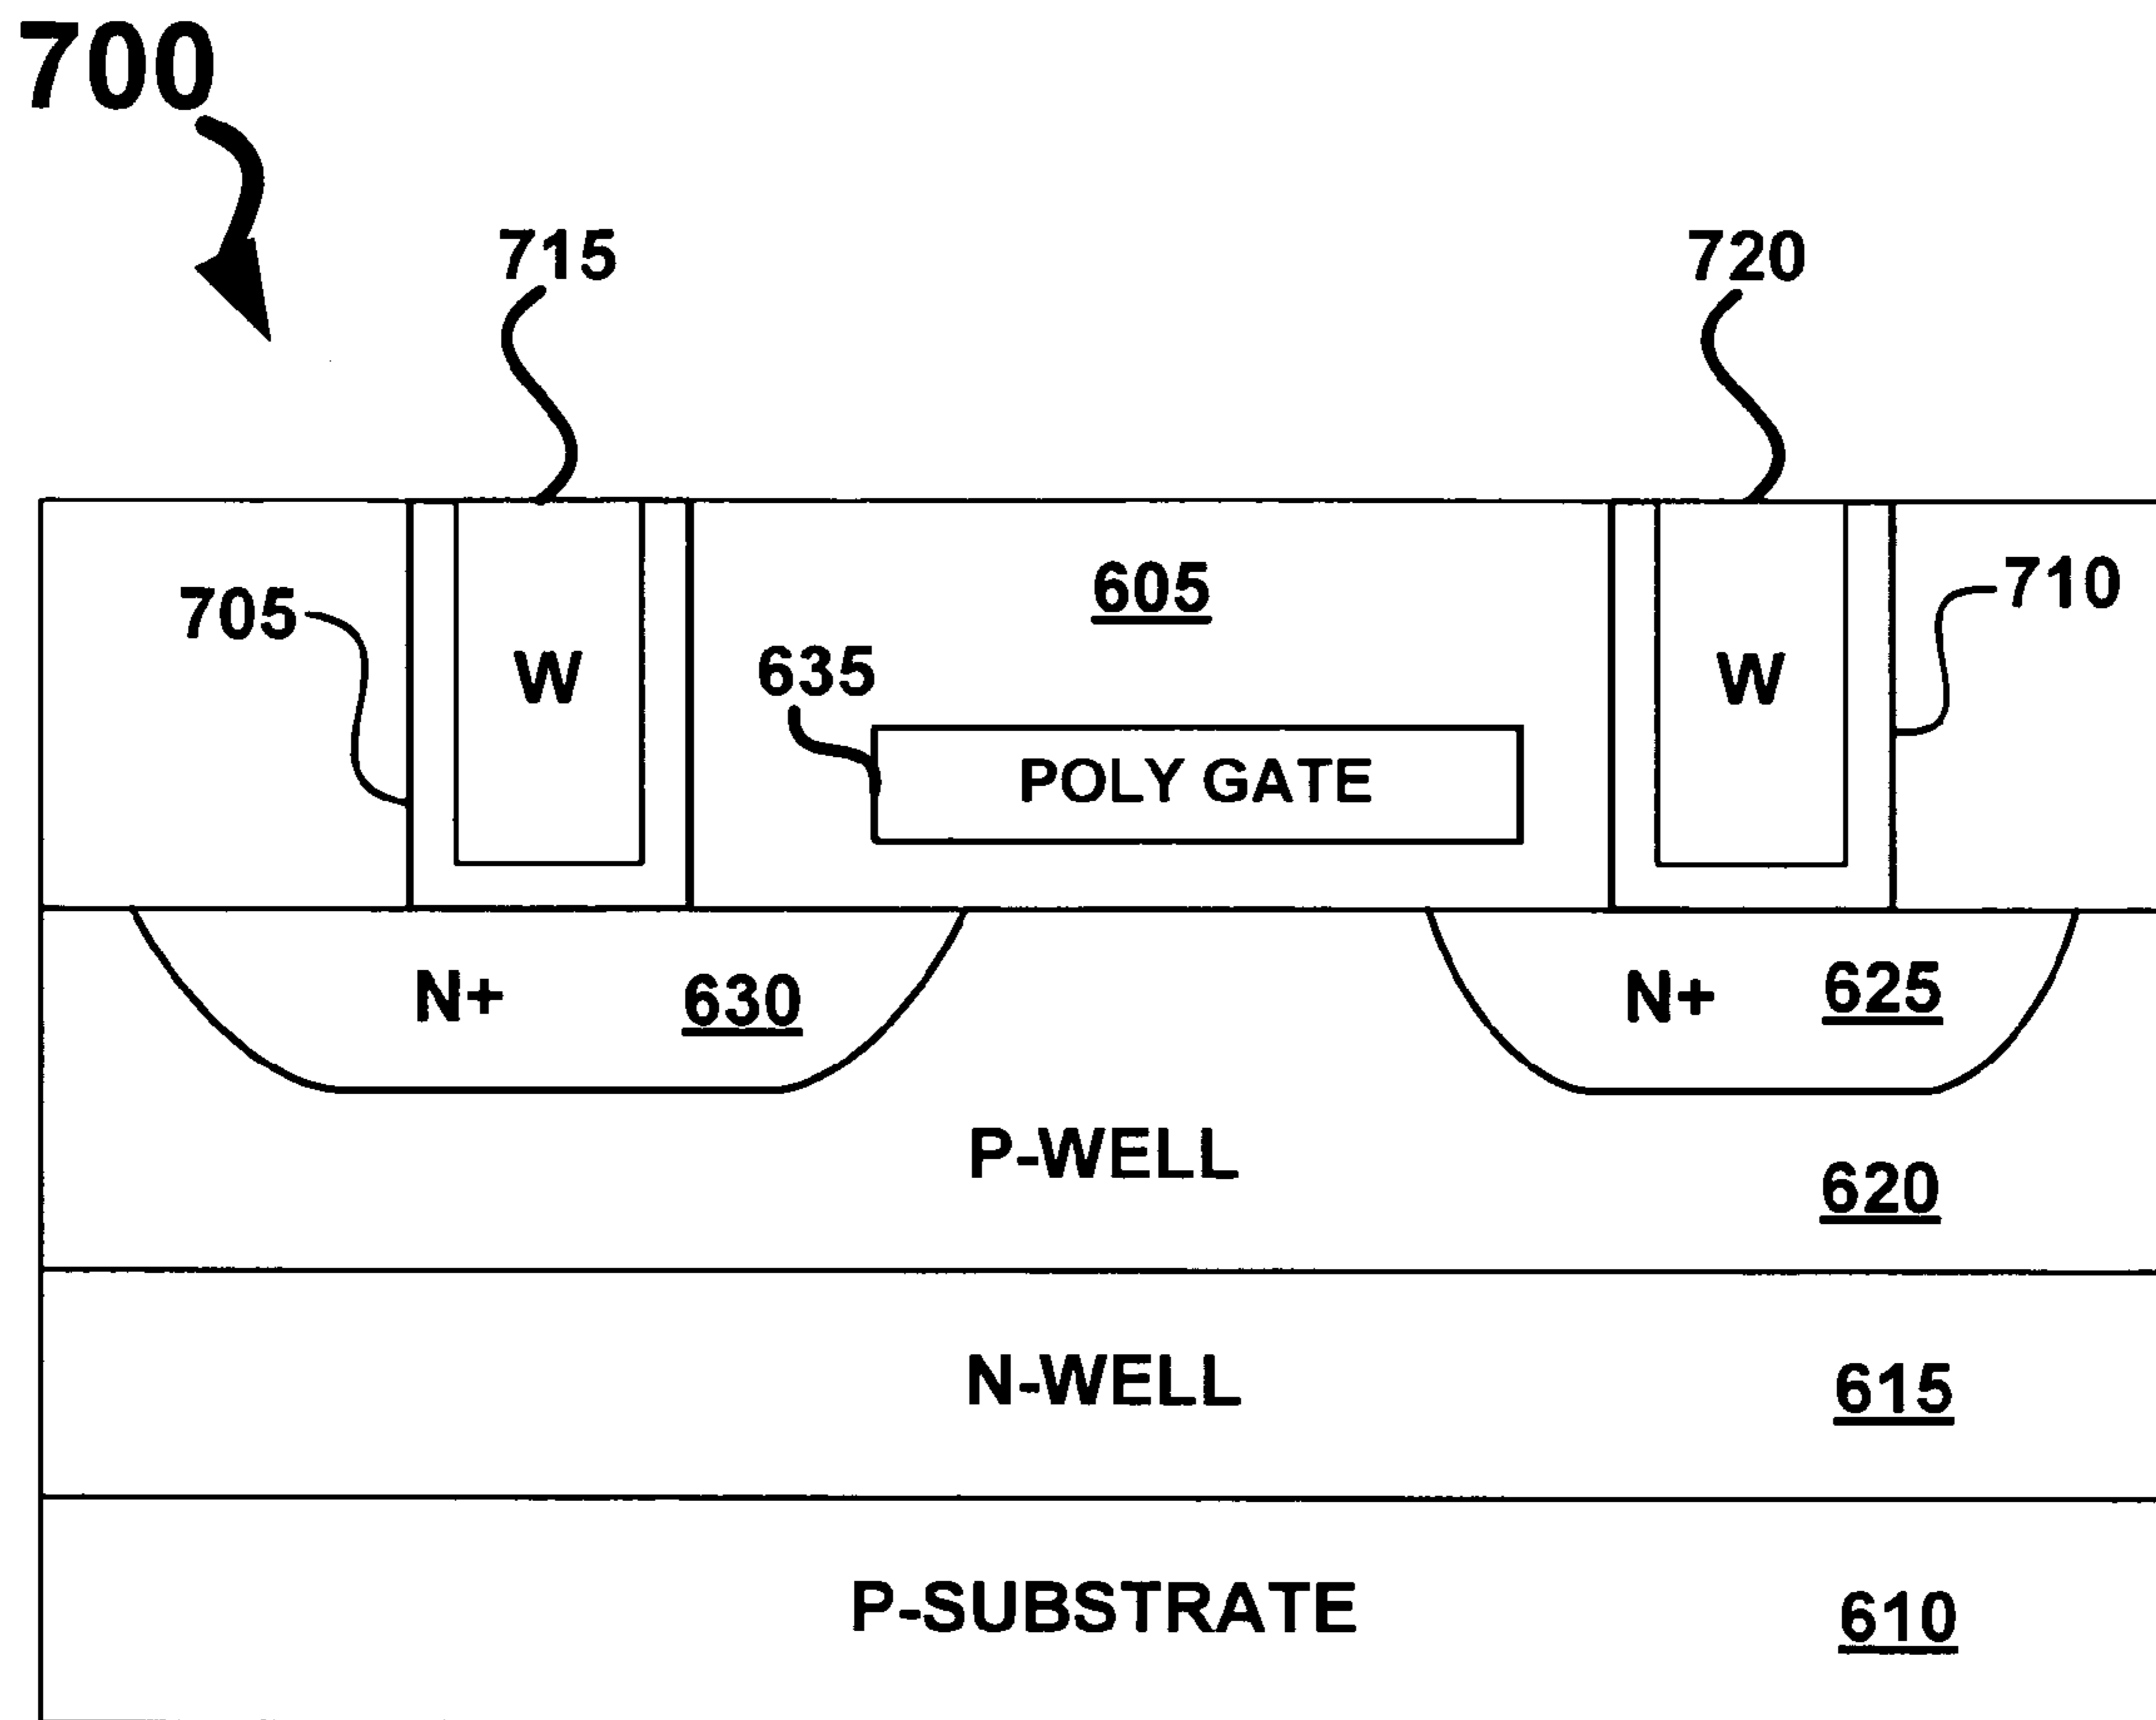 700
715 720
605
710
705
635
W W
POLY GATE
N+ 630 N+ 625
P-WELL
620
N-WELL 615
P-SUBSTRATE 610